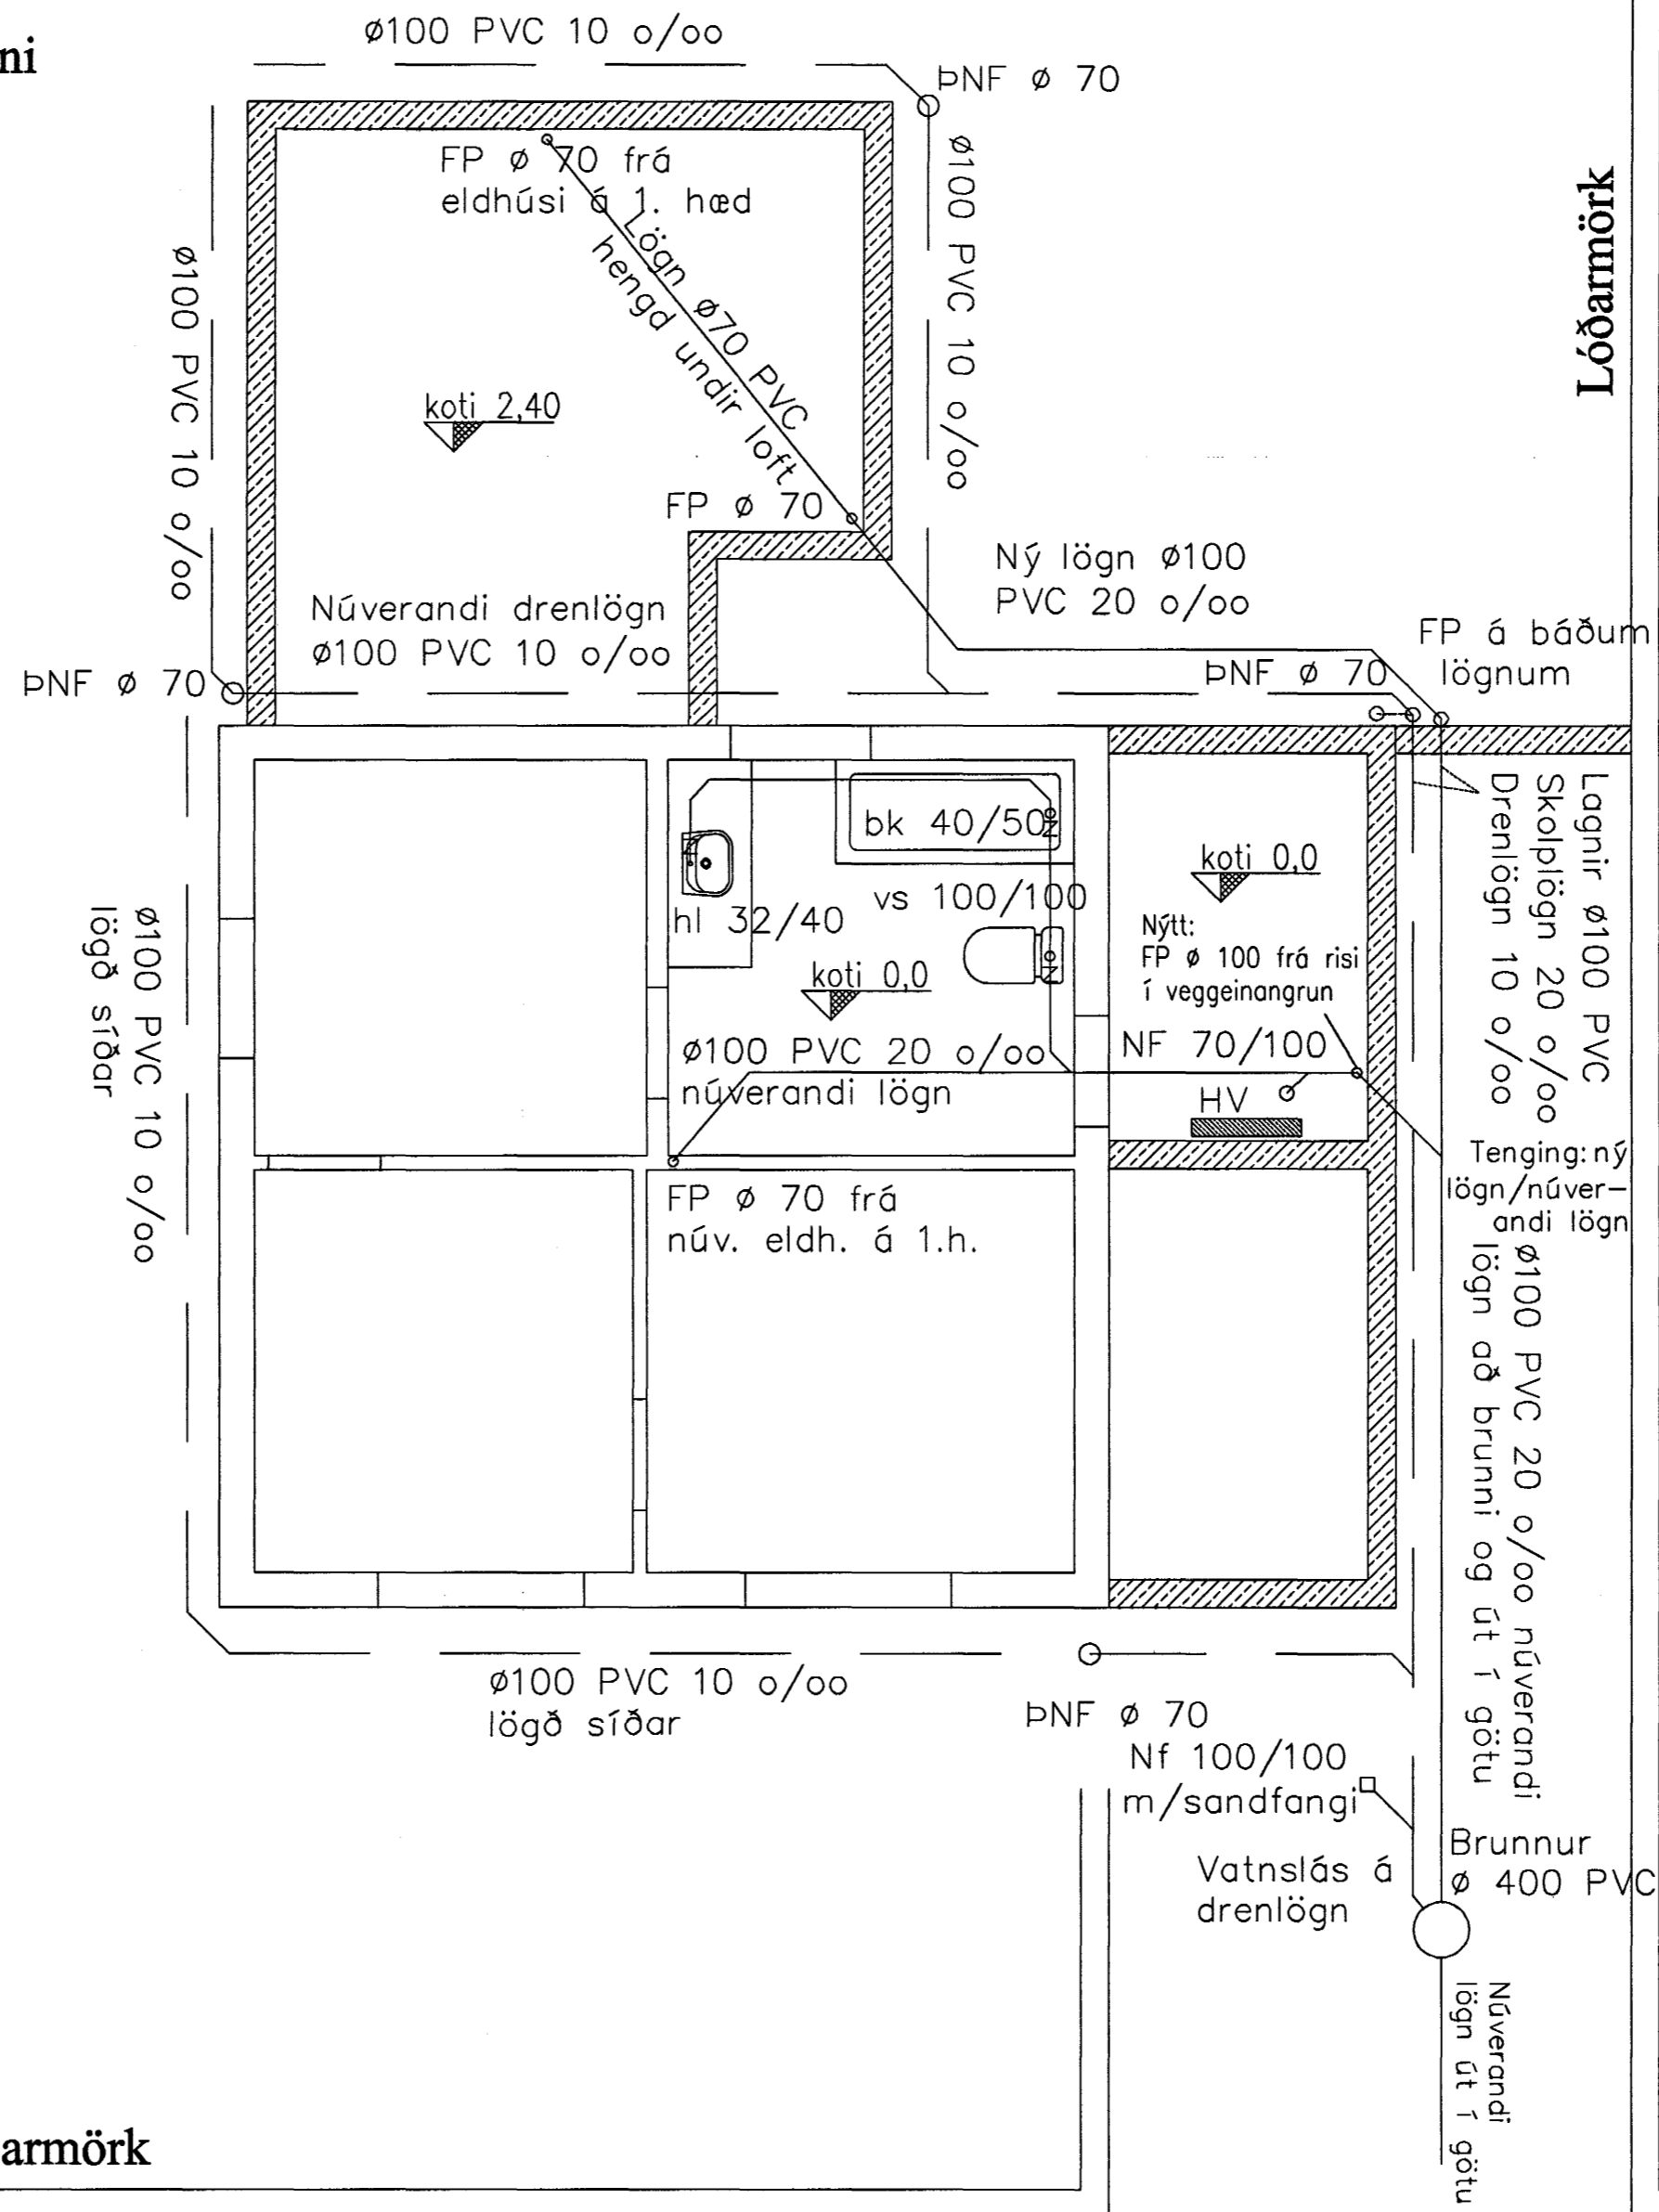 ø100 PVC 10 o/oo
ni
ÞNF ø 70
FP ø 70 frá
eldhúsi á 1. hæd
ø100 PVC 10 o/oo
Lóðarmörk
ø100 PVC 10 o/oo
Lögn ø70 PVC
hengd undir loft
koti 2,40
FP ø 70
Ný lögn ø100
PVC 20 o/oo
Núverandi drenlögn
ø100 PVC 10 o/oo
FP á báðum
lögnum
ÞNF ø 70
ÞNF ø 70
Lagnir ø100 PVC
Skolplögn 20 o/oo
Drenlögn 10 o/oo
bk 40/50
koti 0,0
vs 100/100
hl 32/40
Nýtt:
FP ø 100 frá risi
í veggeinangrun
koti 0,0
ø100 PVC 20 o/oo
núverandi lögn
NF 70/100
HV
ø100 PVC 10 o/oo
lögð síðar
Tenging: ný
lögn/núver-
andi lögn
FP ø 70 frá
núv. eldh. á 1.h.
ø100 PVC 20 o/oo núverandi
lögn að brunni og út í götu
ø100 PVC 10 o/oo
lögð síðar
ÞNF ø 70
Nf 100/100
m/sandfangi
Brunnur
ø 400 PVC
Vatnslás á
drenlögn
Núverandi
lögn út í götu
armörk